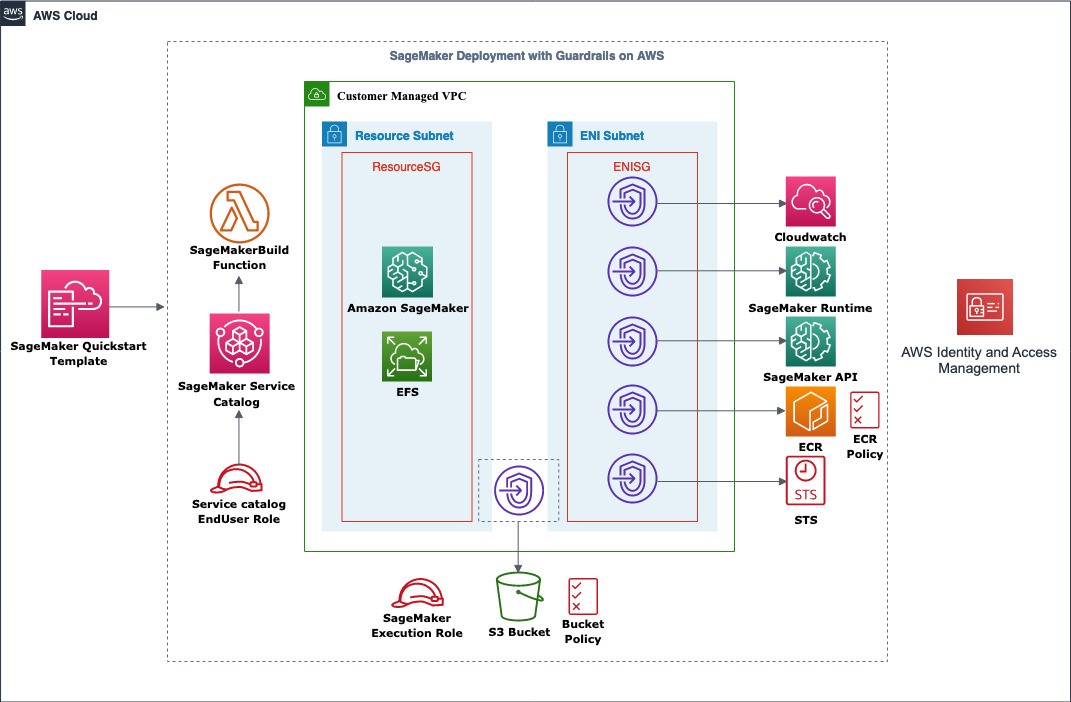 aws
AWS Cloud
SageMaker Deployment with Guardrails on AWS
Customer Managed VPC
Resource Subnet
ENI Subnet
ResourceSG
ENISG
SageMakerBuild
Function
Cloudwatch
SageMaker Quickstart
Template
Amazon SageMaker
SageMaker Runtime
AWS Identity and Access
Management
SageMaker Service
Catalog
EFS
SageMaker API
ECR
ECR
Policy
Service catalog
EndUser Role
STS
STS
SageMaker
Execution Role
S3 Bucket
Bucket
Policy